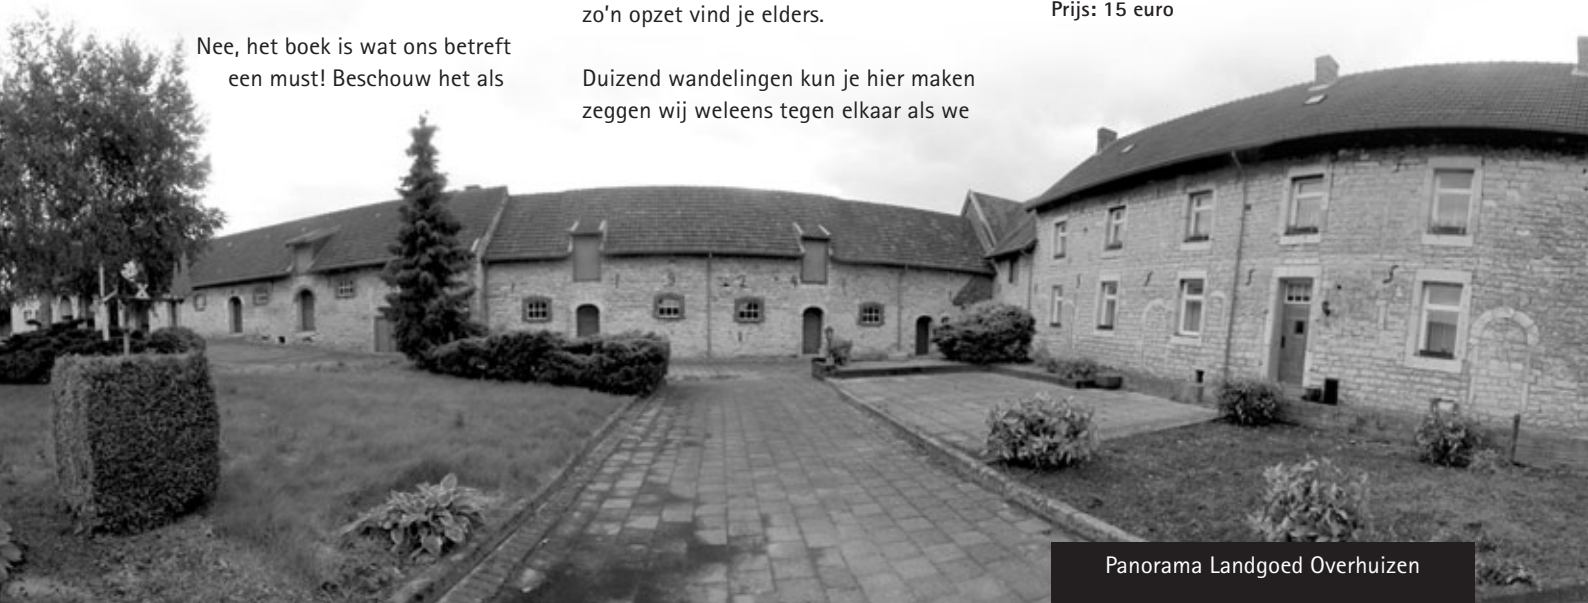 Nee, het boek is wat ons betreft
een must! Beschouw het als
zo'n opzet vind je elders.
Duizend wandelingen kun je hier maken
zeggen wij weleens tegen elkaar als we
Prijs: 15 euro
Panorama Landgoed Overhuizen